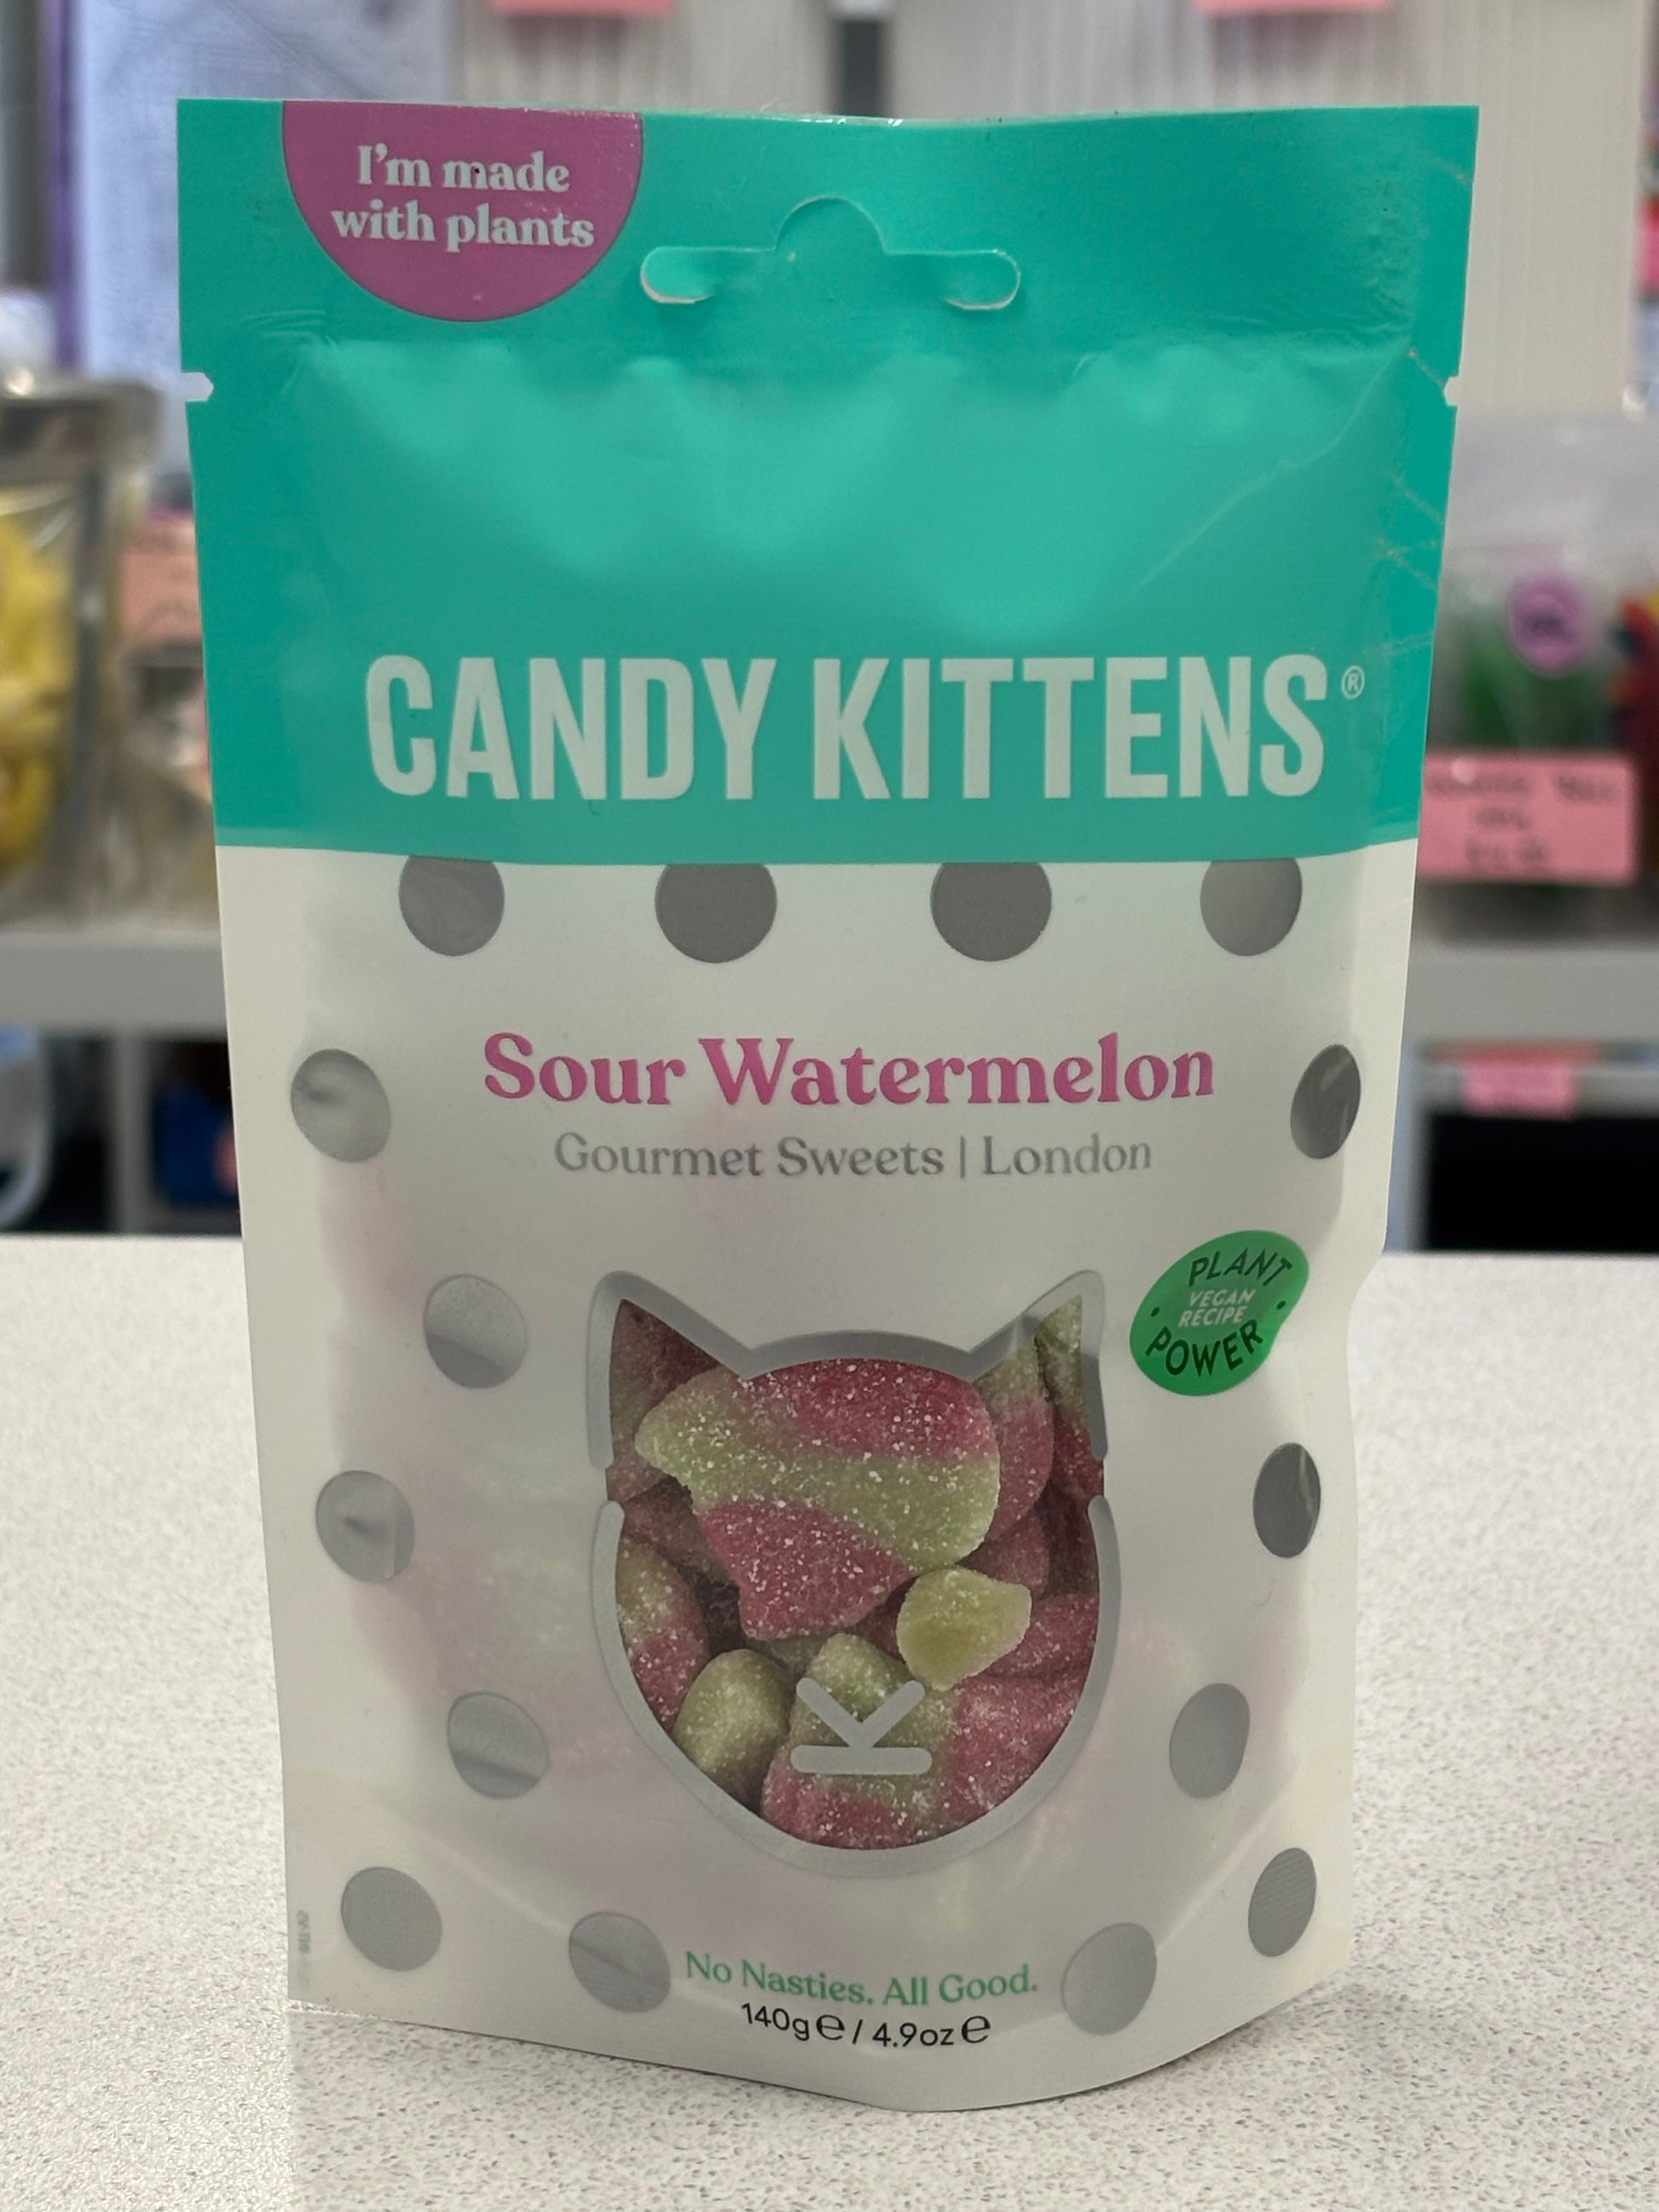 I'm made
with plants
CANDY KITTENS®
Sour Watermelon
Gourmet Sweets | London
PLANT
VEGAN
RECIPE
POWER
K
No Nasties. All Good.
140g℮ / 4.9oz℮